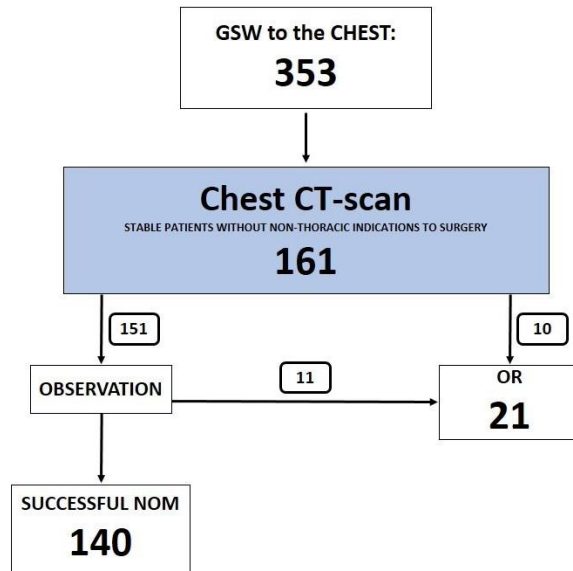 GSW to the CHEST:
353
Chest CT-scan
STABLE PATIENTS WITHOUT NON-THORACIC INDICATIONS TO SURGERY
161
151
10
OBSERVATION
11
OR
21
SUCCESSFUL NOM
140